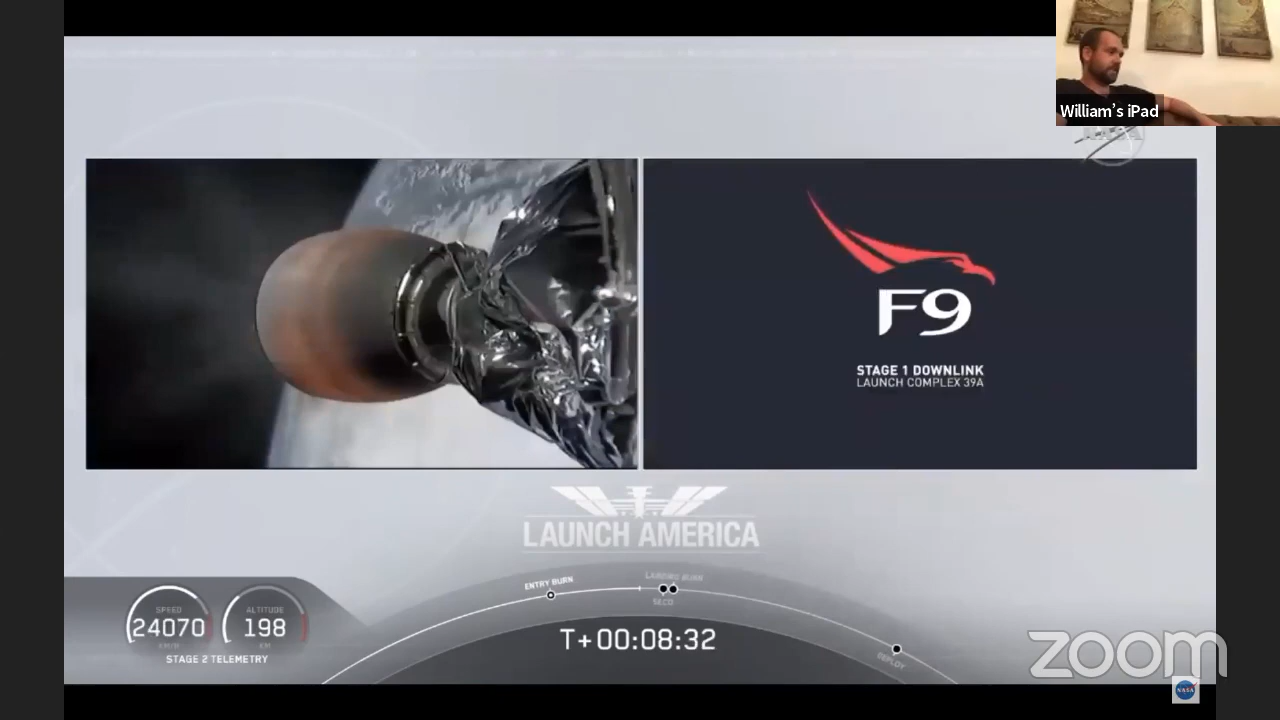 William's iPad
F9
STAGE 1 DOWNLINK
LAUNCH COMPLEX 39A
LAUNCH AMERICA
ENTRY BURN
LANDING BURN
SECO
DEPLOY
SPEED
24070
KM/H
ALTITUDE
198
KM
STAGE 2 TELEMETRY
T+00:08:32
zoom
NASA